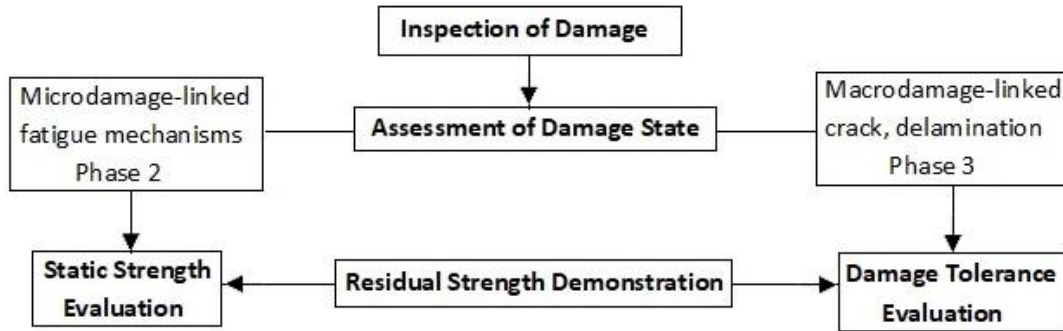 Inspection of Damage
Microdamage-linked
fatigue mechanisms
Phase 2
Assessment of Damage State
Macrodamage-linked
crack, delamination
Phase 3
Static Strength
Evaluation
Residual Strength Demonstration
Damage Tolerance
Evaluation